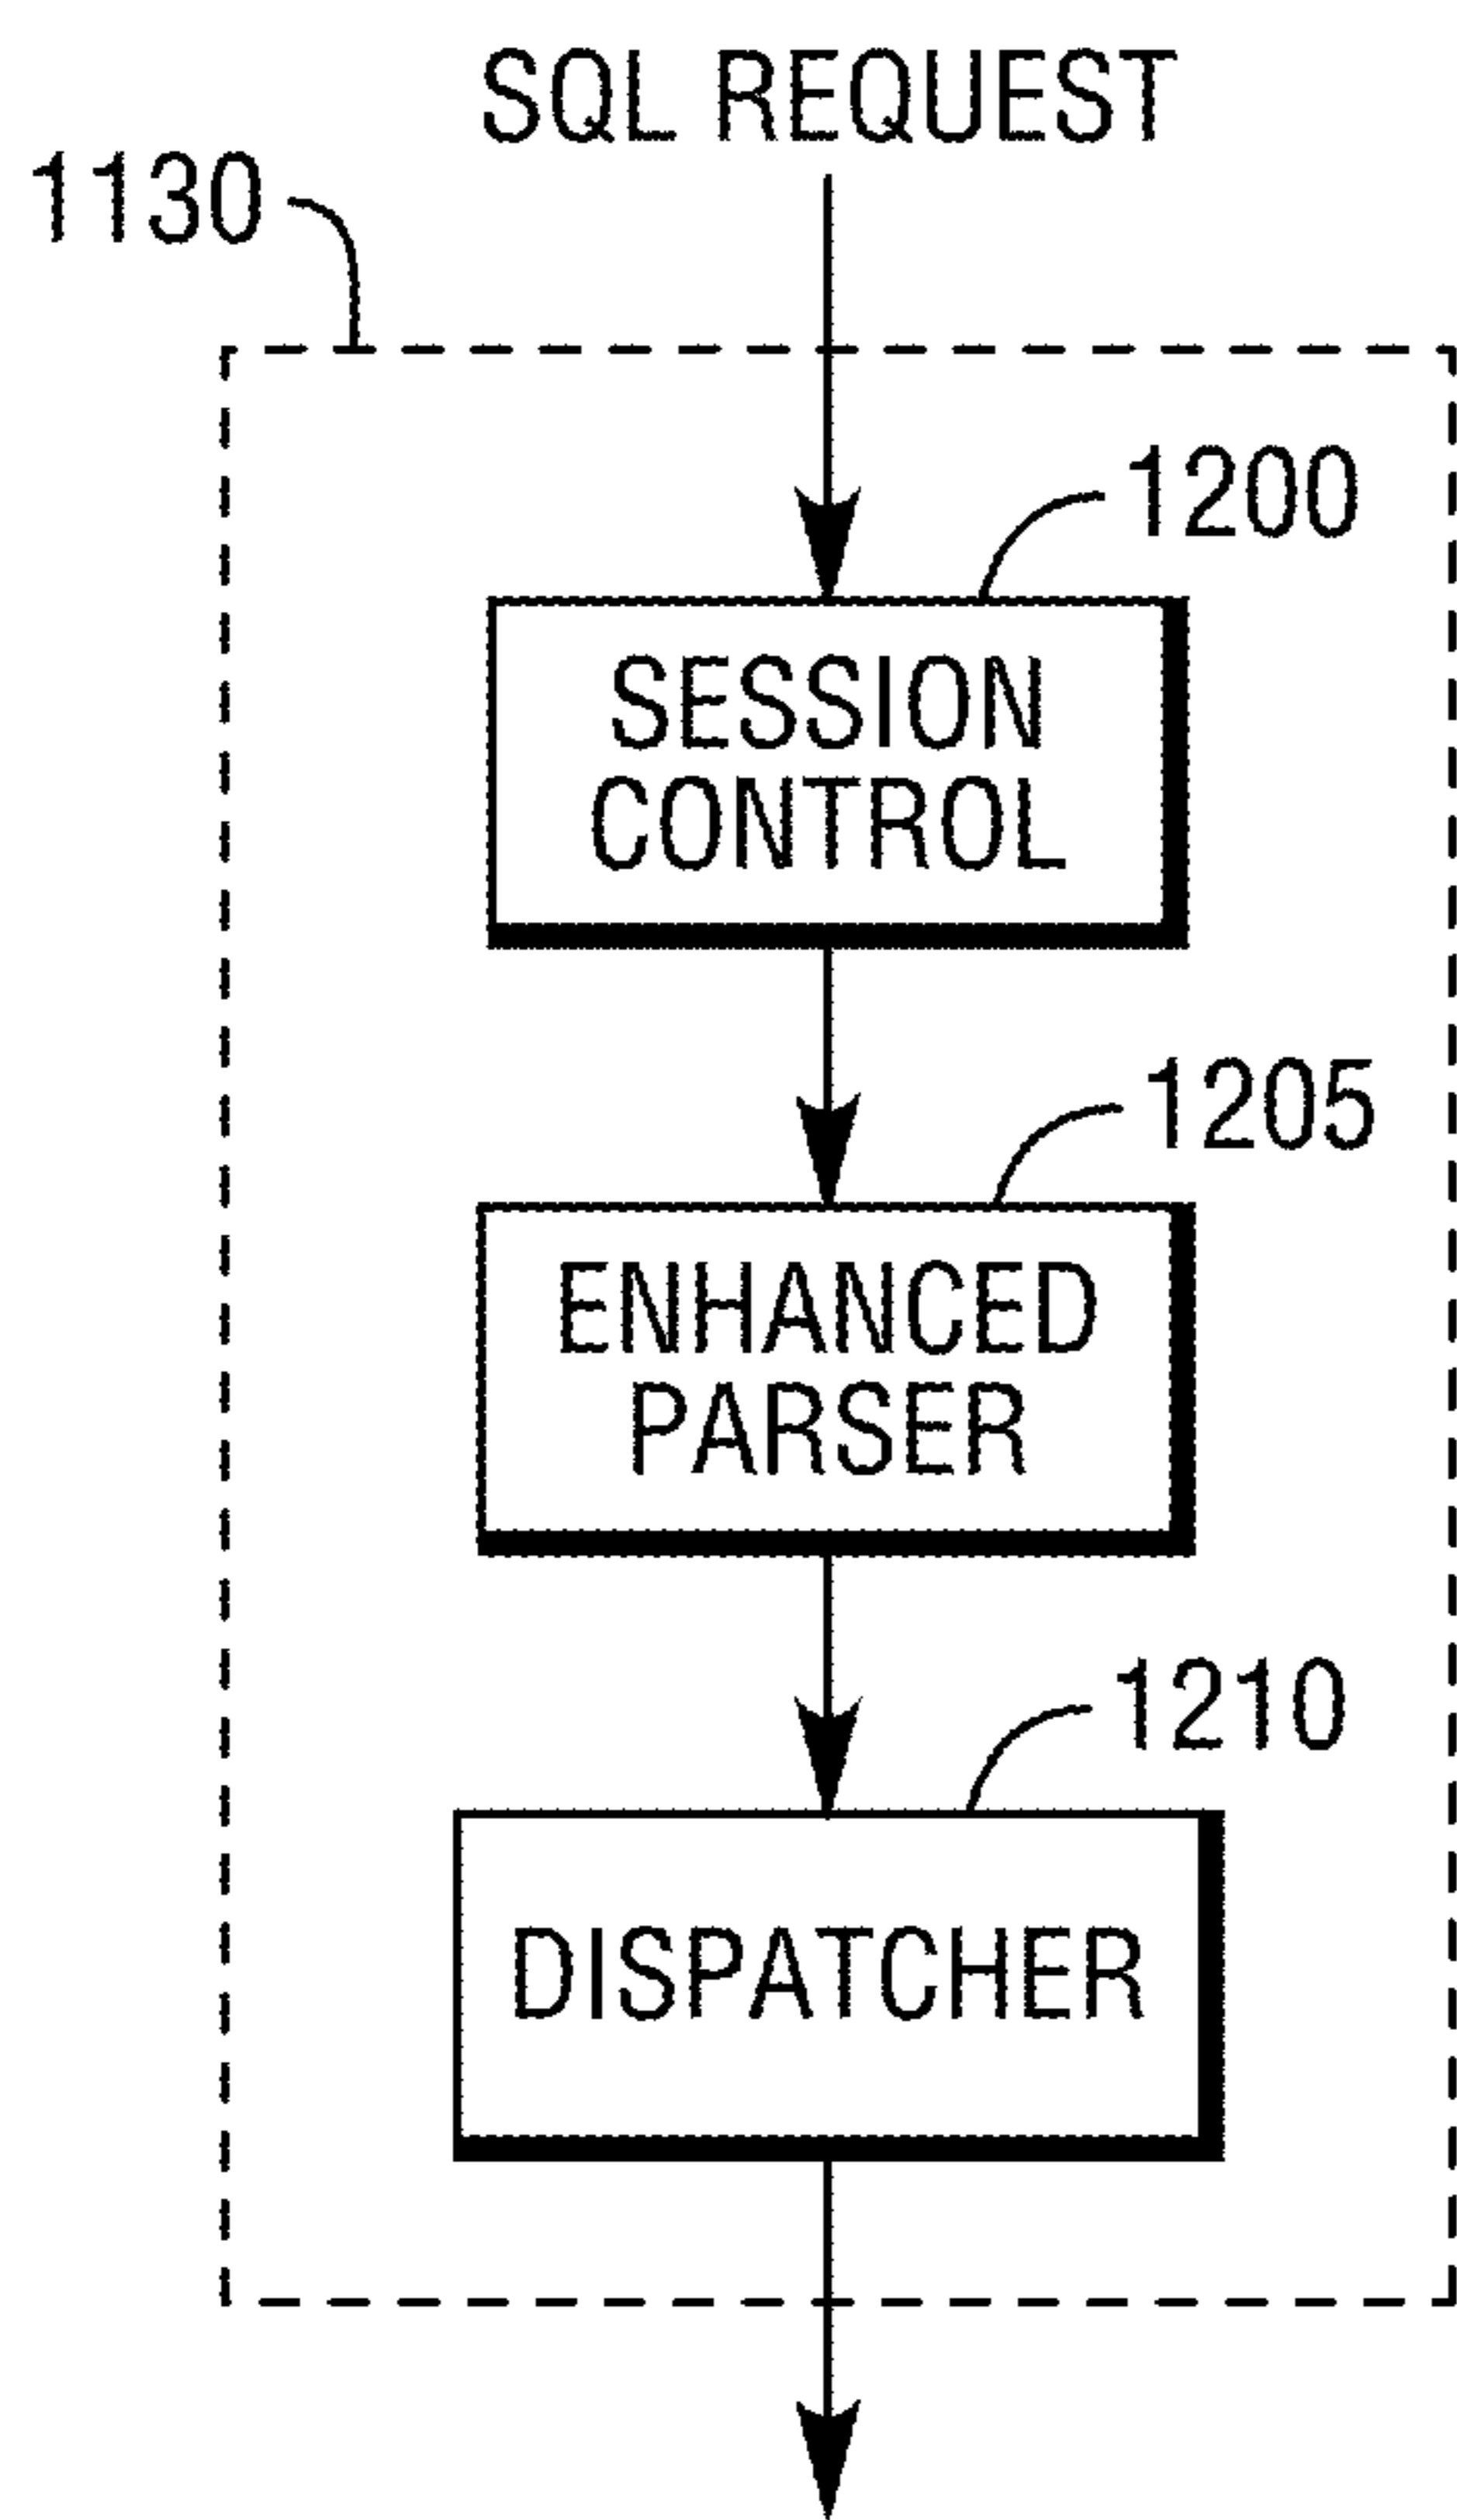 SQL REQUEST
1130
1200
SESSION
CONTROL
1205
ENHANCED
PARSER
1210
DISPATCHER